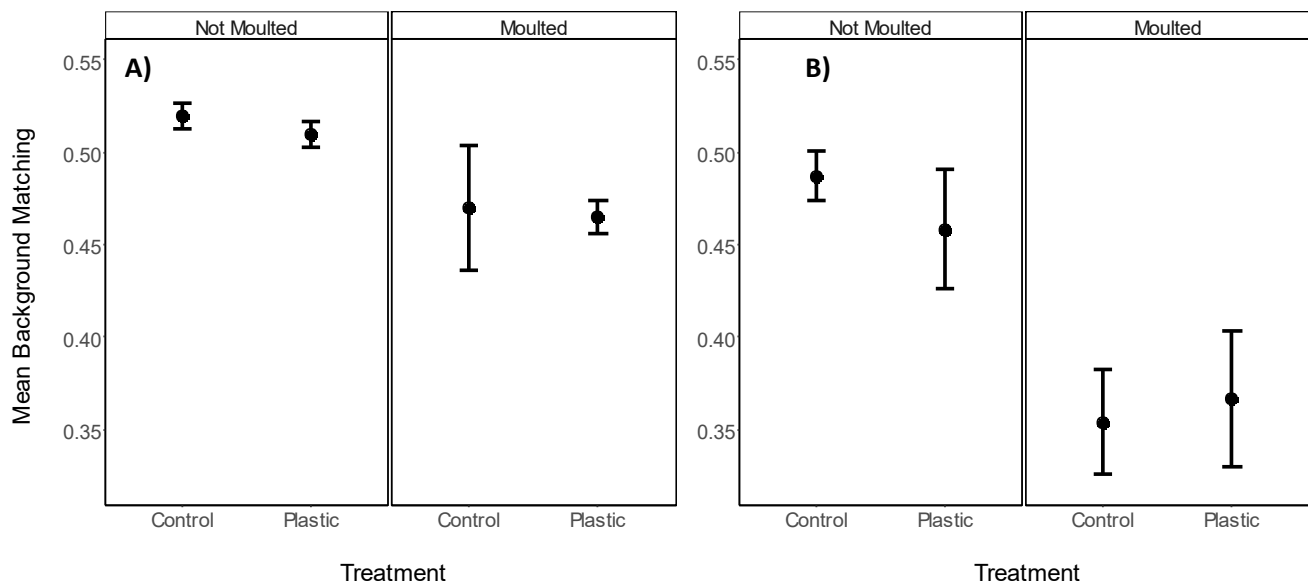 Not Moulted
Moulted
Not Moulted
Moulted
A)
B)
Mean Background Matching
0.55
0.50
0.45
0.40
0.35
0.55
0.50
0.45
0.40
0.35
Control
Plastic
Control
Plastic
Control
Plastic
Control
Plastic
Treatment
Treatment